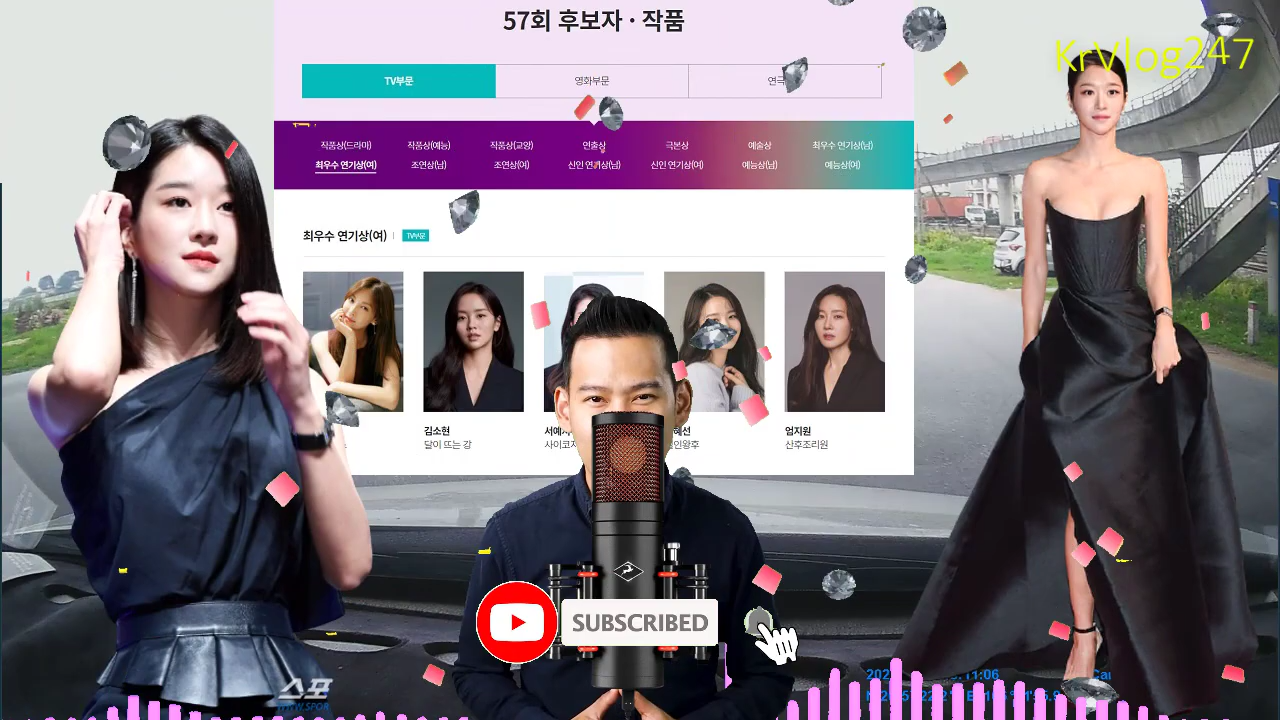 57회 후보자 · 작품
KrVlog247
TV부문
영화부문
작품상(드라마)
작품상(예능)
작품상(교양)
연출상
극본상
예술상
최우수 연기상(남)
최우수 연기상(여)
조연상(남)
조연상(여)
신인 연기상(남)
신인 연기상(여)
예능상(남)
예능상(여)
최우수 연기상(여)
TV부문
김소현
엄지원
달이 뜨는 강
산후조리원
SUBSCRIBED
스포